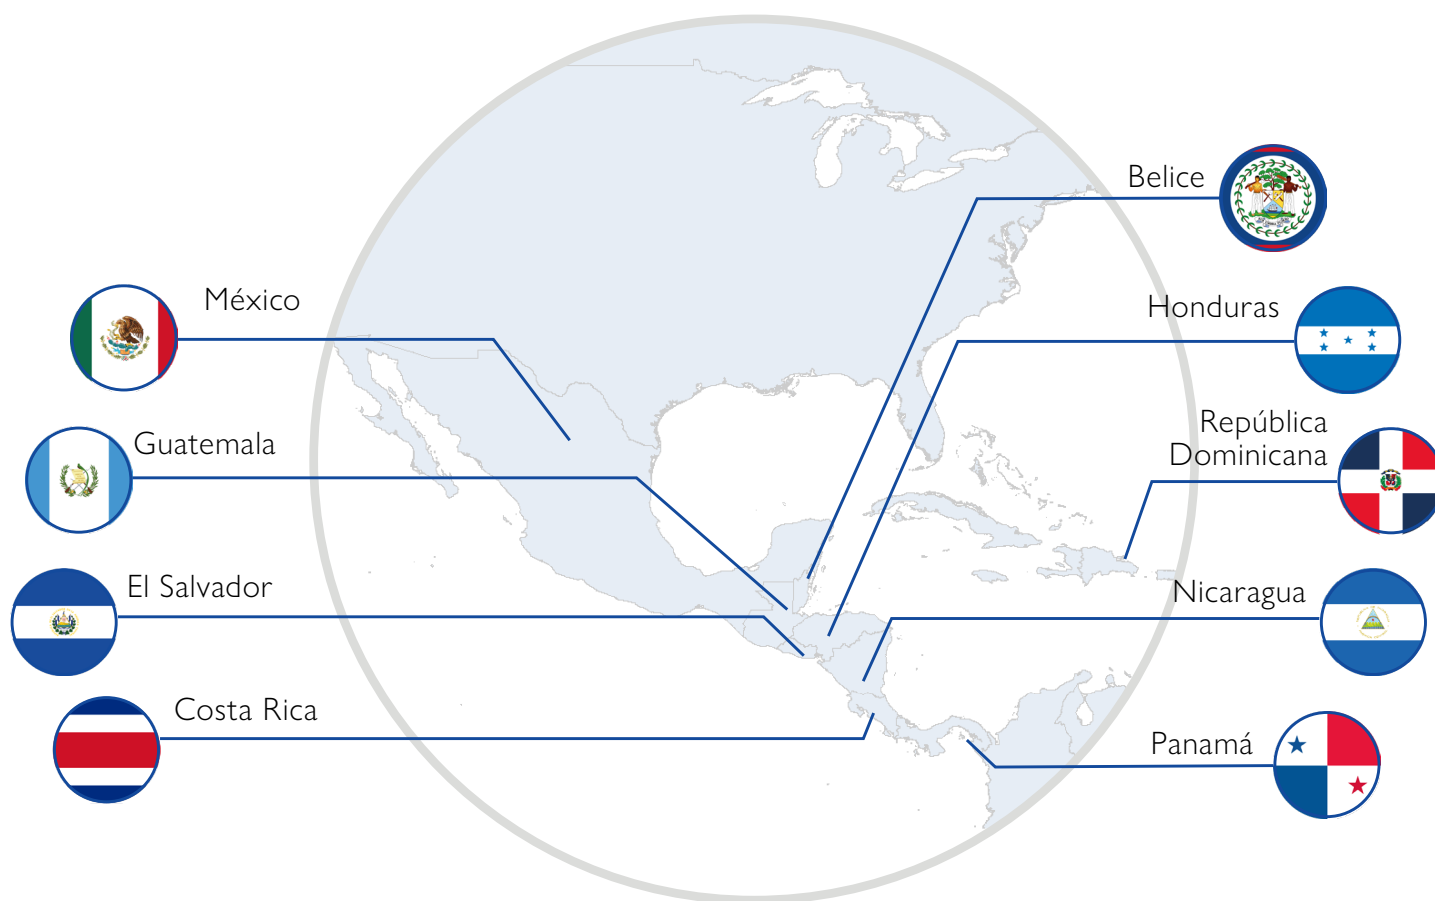 México
Guatemala
El Salvador
Costa Rica
Belice
Honduras
República
Dominicana
Nicaragua
Panamá